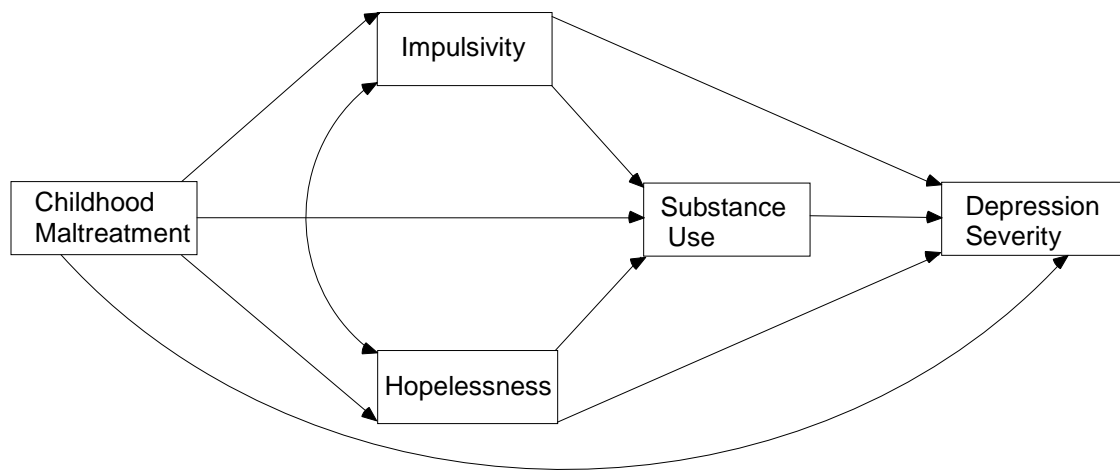 Impulsivity
Childhood
Maltreatment
Substance
Use
Depression
Severity
Hopelessness